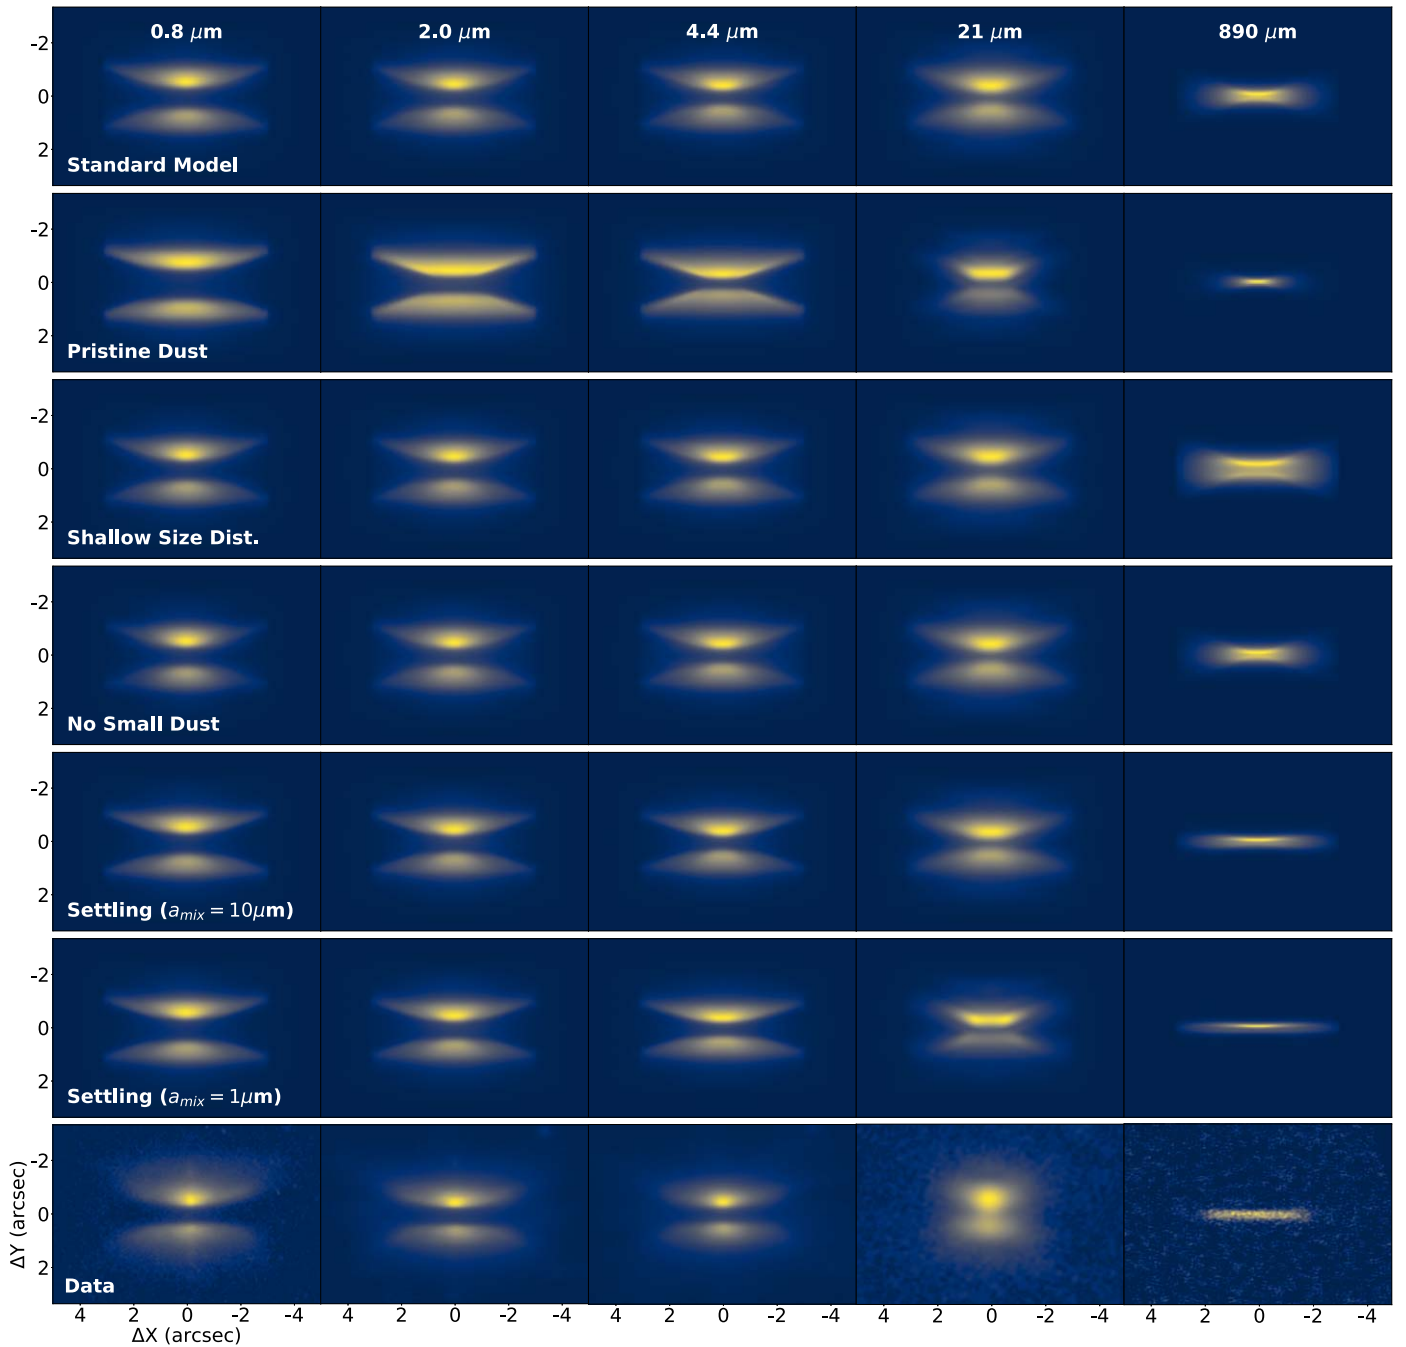 0.8 μm 2.0 μm 4.4 μm 21 μm 890 μm
-2
0
2
Standard Model
-2
0
2
Pristine Dust
-2
0
2
Shallow Size Dist.
-2
0
2
No Small Dust
-2
0
2
Settling (a_mix = 10μm)
-2
0
2
Settling (a_mix = 1μm)
-2
0
2
ΔY (arcsec)
Data
4 2 0 -2 -4 4 2 0 -2 -4 4 2 0 -2 -4 4 2 0 -2 -4 4 2 0 -2 -4
ΔX (arcsec)